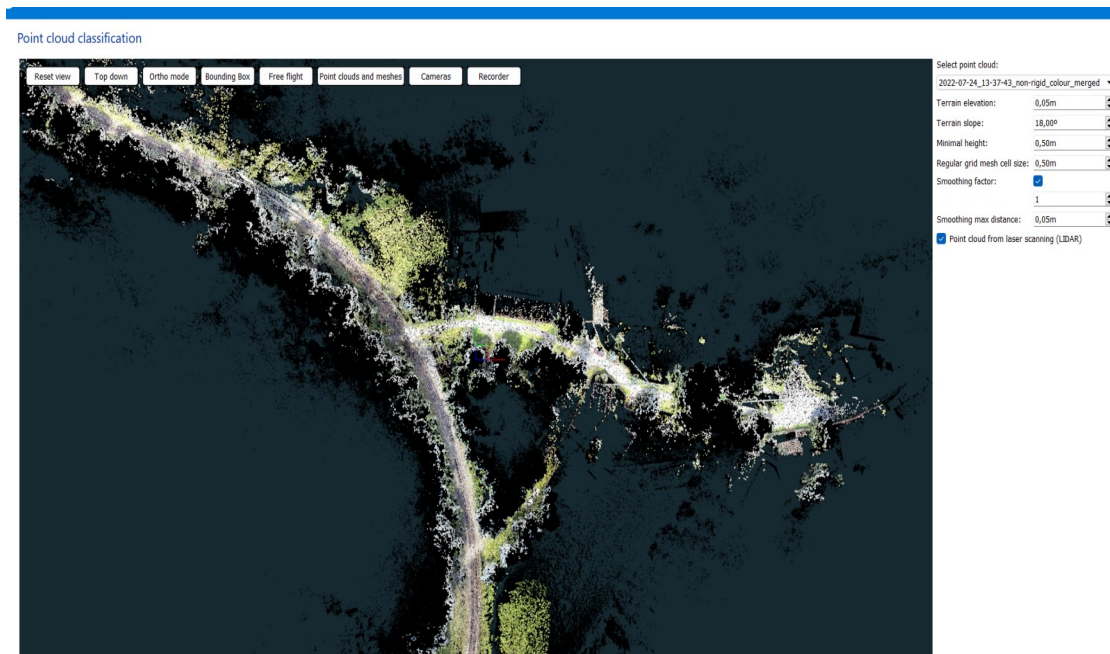 Point cloud classification
Reset view Top down Ortho mode Bounding Box Free flight Point clouds and meshes Cameras Recorder
Select point cloud:
2022-07-24_13-37-43_non-rigid_colour_merged
Terrain elevation: 0,05m
Terrain slope: 18,00º
Minimal height: 0,50m
Regular grid mesh cell size: 0,50m
Smoothing factor:
1
Smoothing max distance: 0,05m
Point cloud from laser scanning (LIDAR)